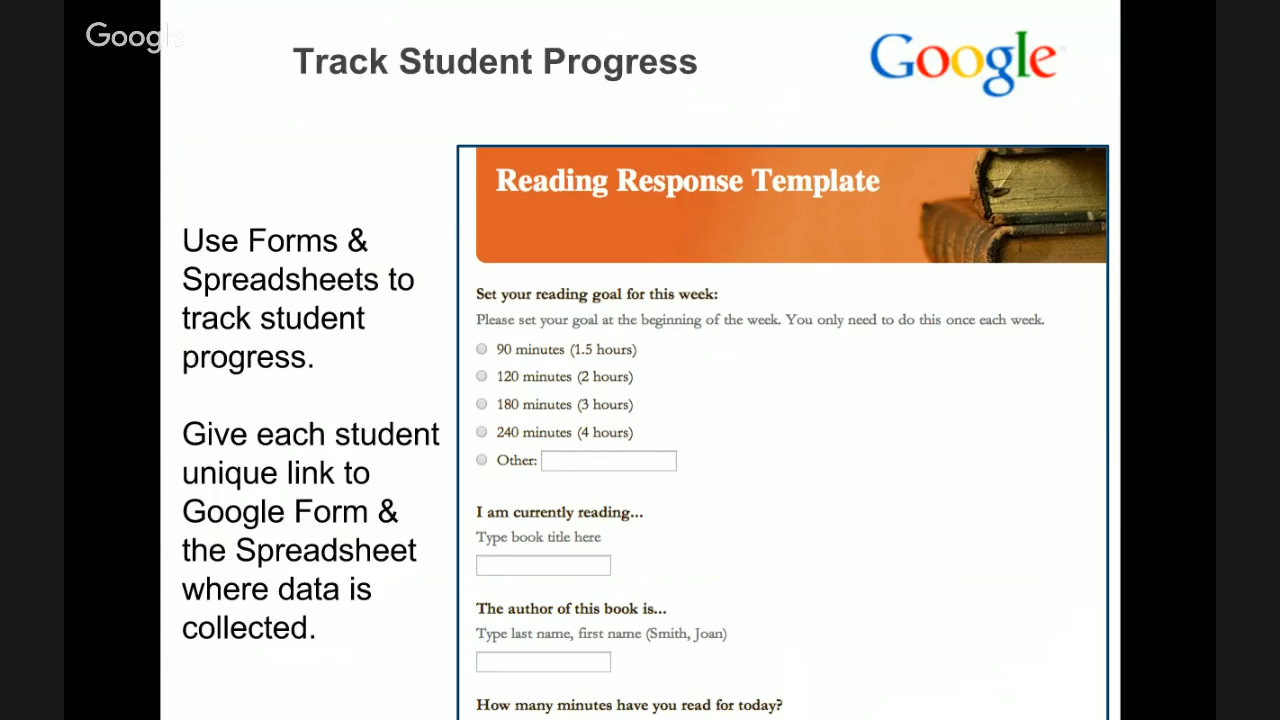 Google
Track Student Progress
Google
Use Forms &
Spreadsheets to
track student
progress.
Give each student
unique link to
Google Form &
the Spreadsheet
where data is
collected.
Reading Response Template
Set your reading goal for this week:
Please set your goal at the beginning of the week. You only need to do this once each week.
90 minutes (1.5 hours)
120 minutes (2 hours)
180 minutes (3 hours)
240 minutes (4 hours)
Other:
I am currently reading...
Type book title here
The author of this book is...
Type last name, first name (Smith, Joan)
How many minutes have you read for today?